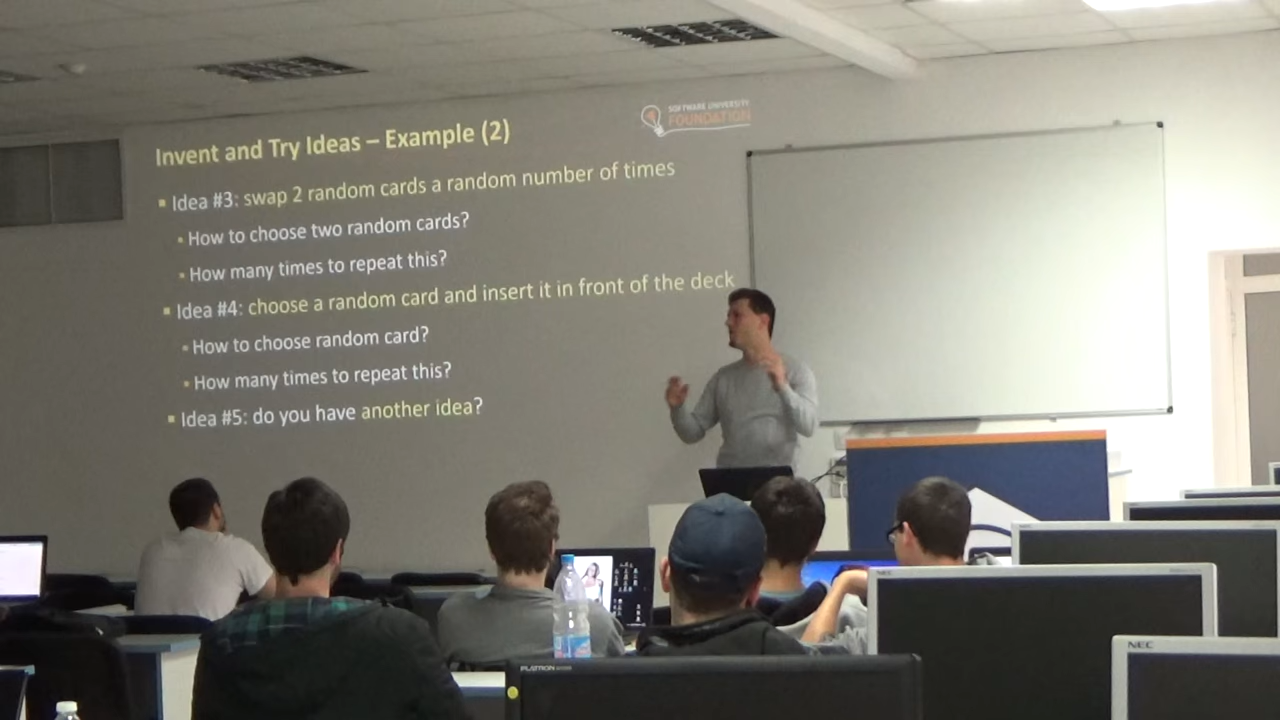 SOFTWARE UNIVERSITY
FOUNDATION
Invent and Try Ideas – Example (2)
▪ Idea #3: swap 2 random cards a random number of times
▪ How to choose two random cards?
▪ How many times to repeat this?
▪ Idea #4: choose a random card and insert it in front of the deck
▪ How to choose random card?
▪ How many times to repeat this?
▪ Idea #5: do you have another idea?
NEC
NEC
PLATRON